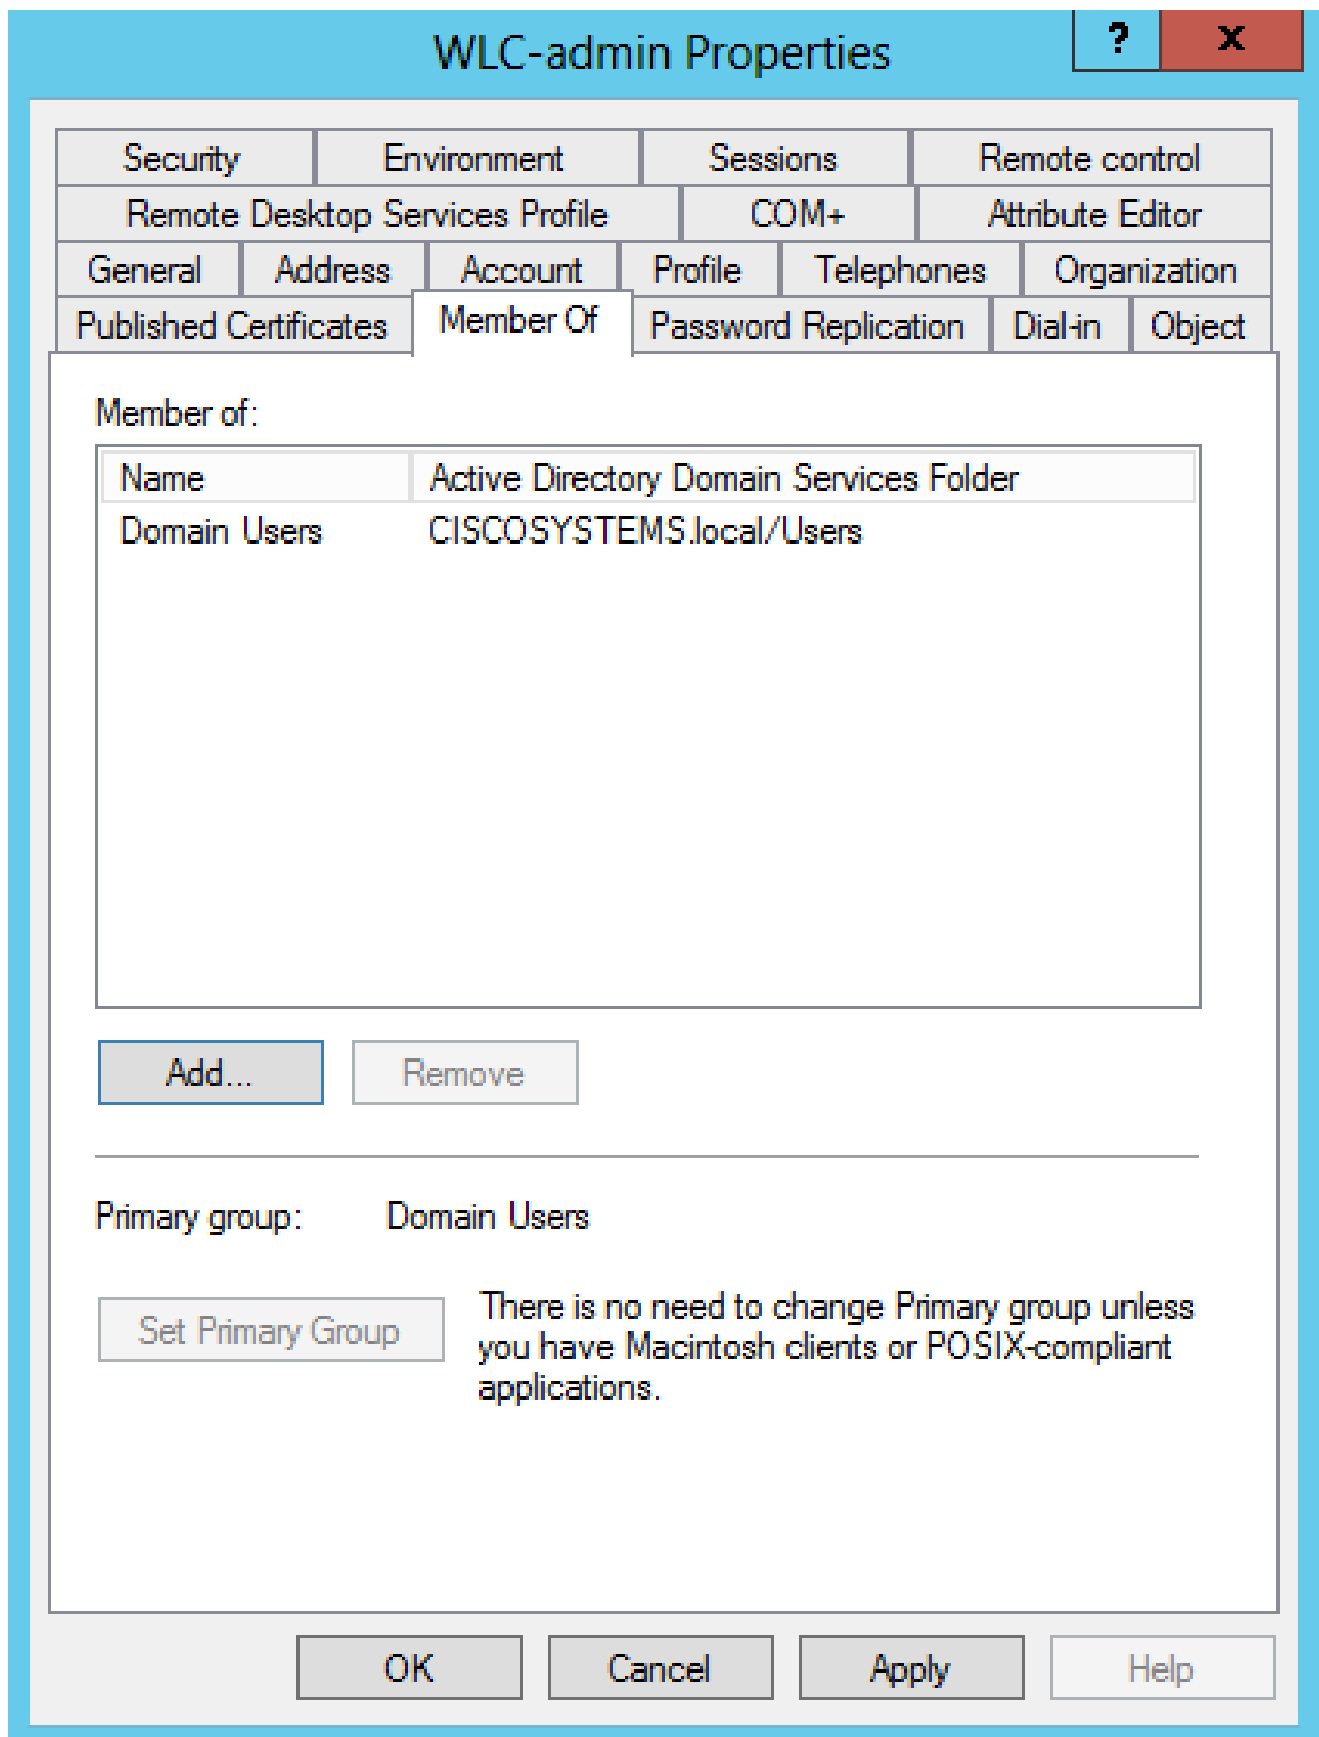 WLC-admin Properties
?
x
Security Environment Sessions Remote control
Remote Desktop Services Profile COM+ Attribute Editor
General Address Account Profile Telephones Organization
Published Certificates Member Of Password Replication Dial-in Object
Member of:
Name Active Directory Domain Services Folder
Domain Users CISCOSYSTEMS.local/Users
Add... Remove
Primary group: Domain Users
Set Primary Group
There is no need to change Primary group unless
you have Macintosh clients or POSIX-compliant
applications.
OK Cancel Apply Help